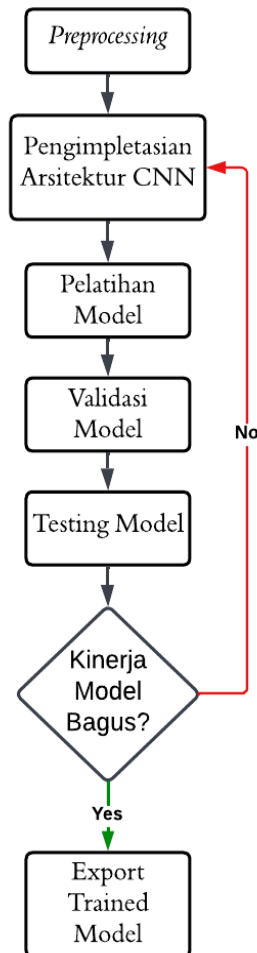 Preprocessing
Pengimpletasian
Arsitektur CNN
Pelatihan
Model
Validasi
Model
No
Testing Model
Kinerja
Model
Bagus?
Yes
Export
Trained
Model